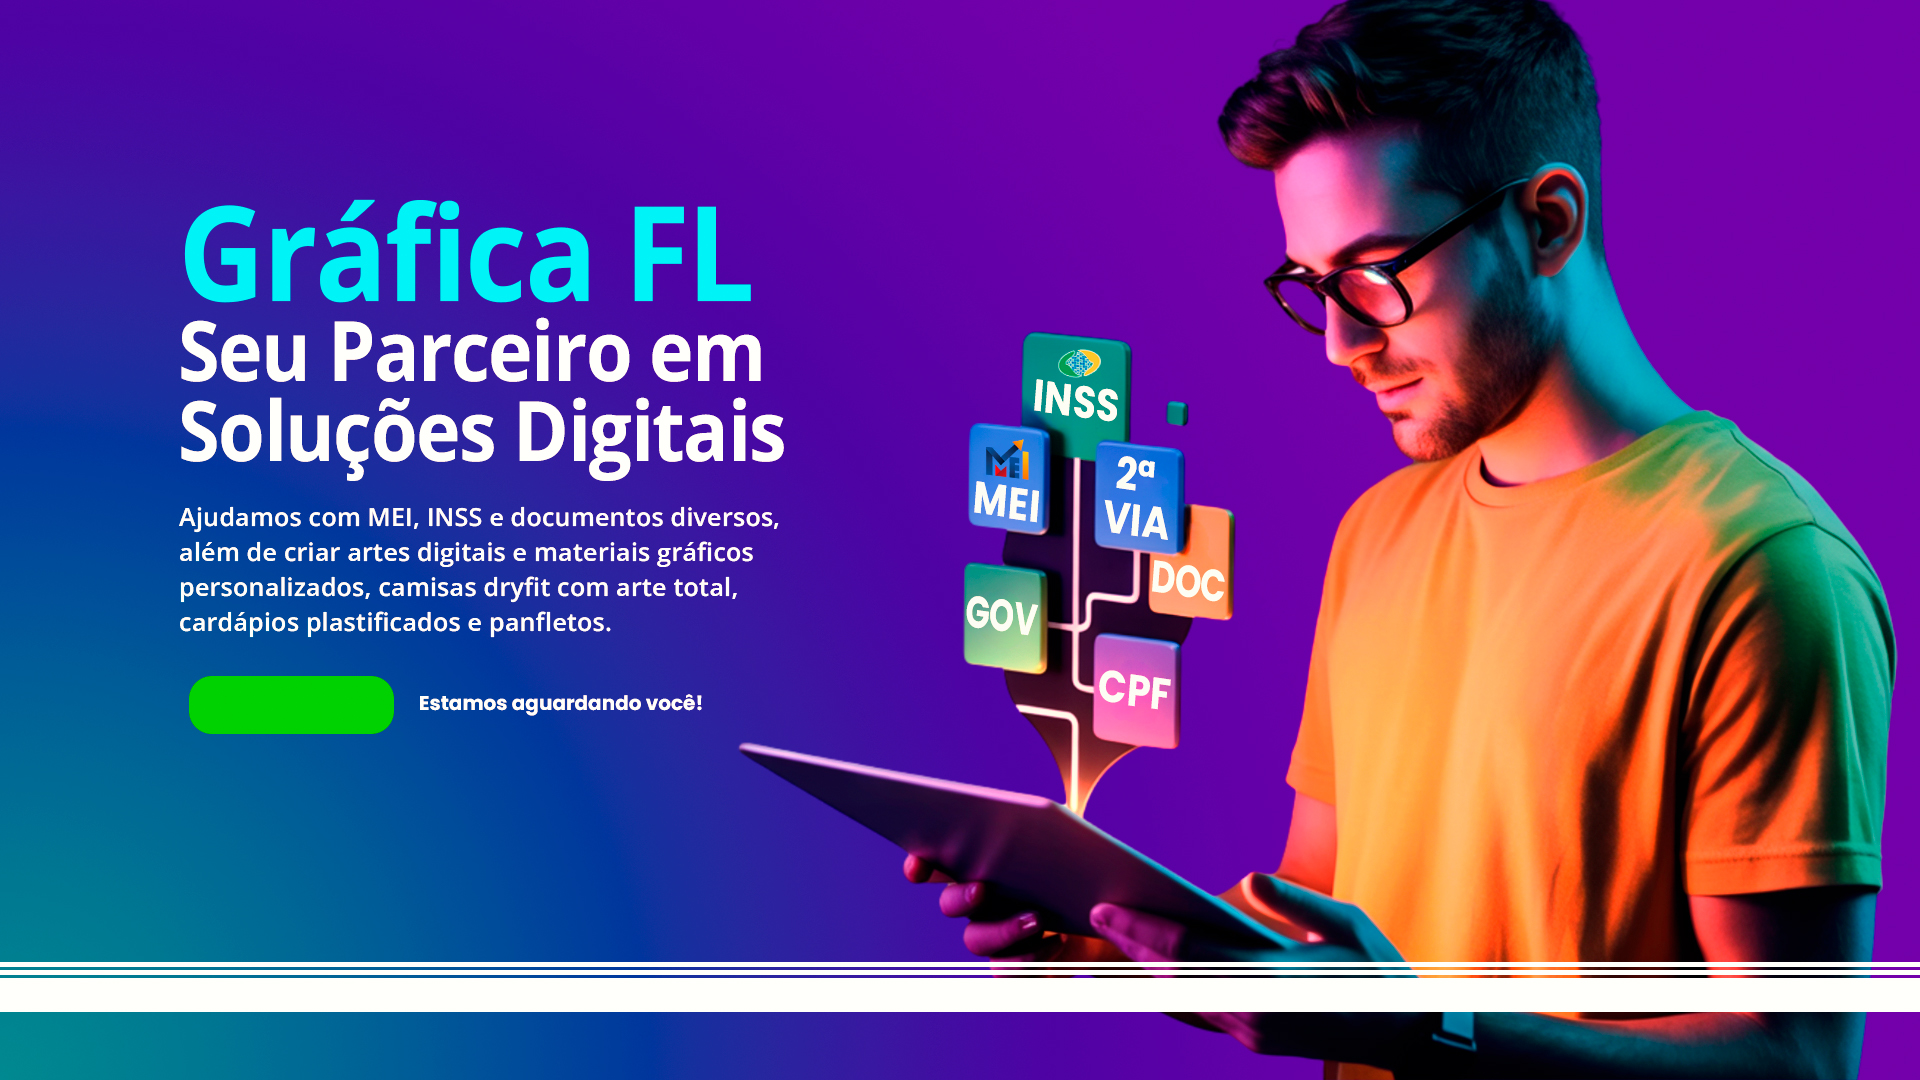 Gráfica FL
Seu Parceiro em
Soluções Digitais
Ajudamos com MEI, INSS e documentos diversos,
além de criar artes digitais e materiais gráficos
personalizados, camisas dryfit com arte total,
cardápios plastificados e panfletos.
Estamos aguardando você!
INSS
MEI
MEI
2ª
VIA
DOC
GOV
CPF